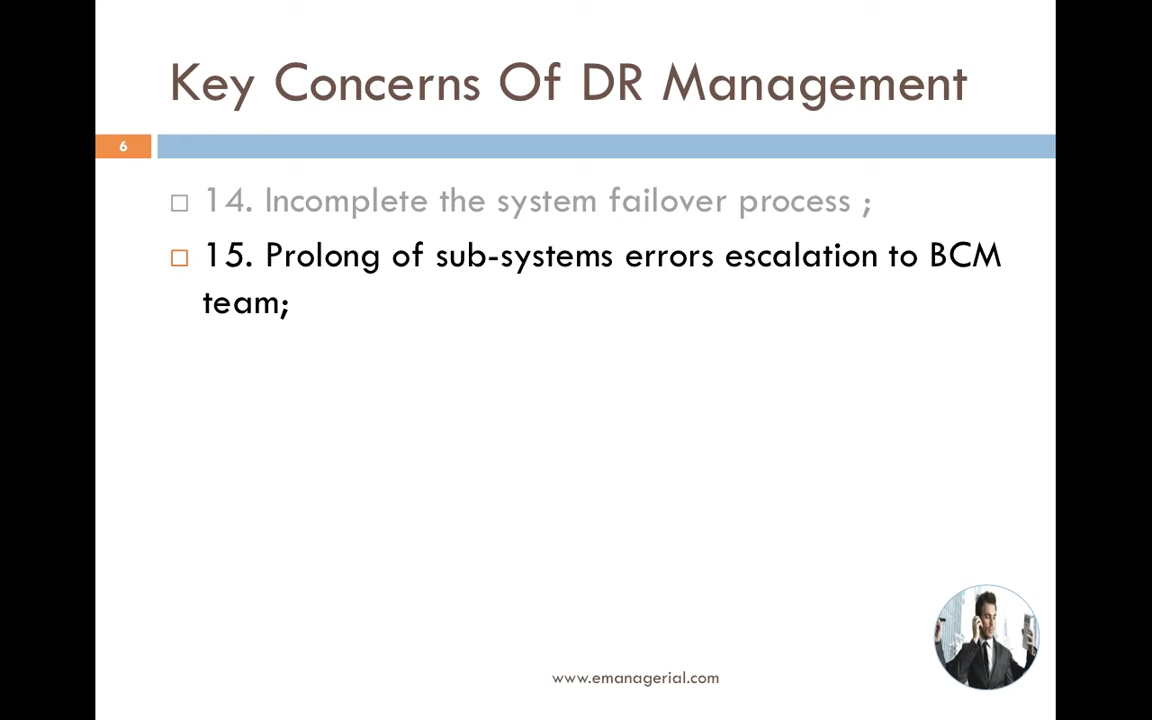 Key Concerns Of DR Management
6
14. Incomplete the system failover process ;
15. Prolong of sub-systems errors escalation to BCM
team;
www.emanagerial.com